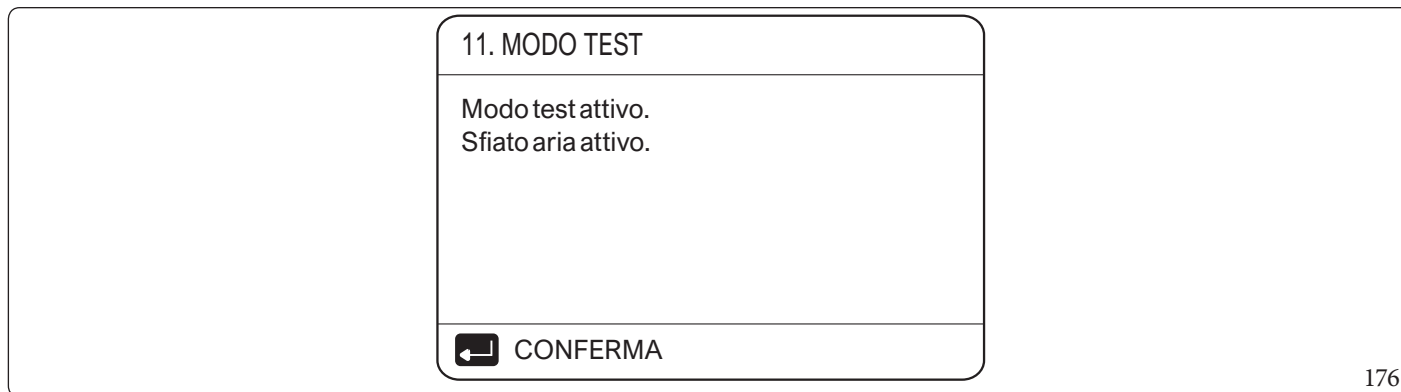 11. MODO TEST
Modo test attivo.
Sfiato aria attivo.
CONFERMA
176